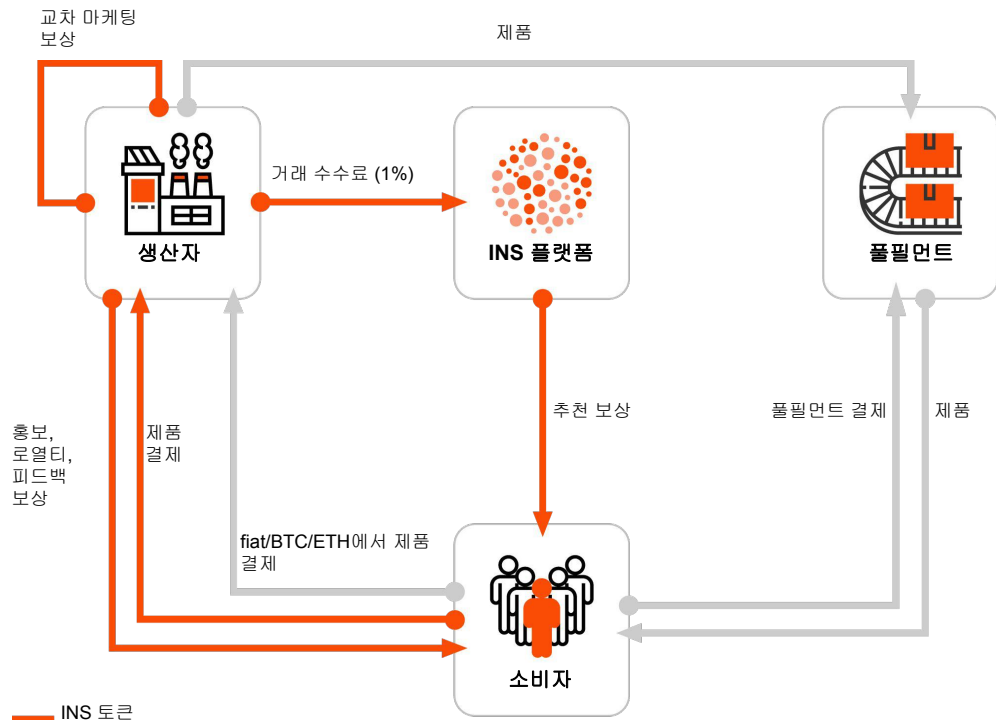 교차 마케팅
보상
제품
거래 수수료 (1%)
생산자
INS 플랫폼
풀필먼트
추천 보상
풀필먼트 결제
제품
홍보,
로열티,
피드백
보상
제품
결제
fiat/BTC/ETH에서 제품
결제
소비자
INS 토큰